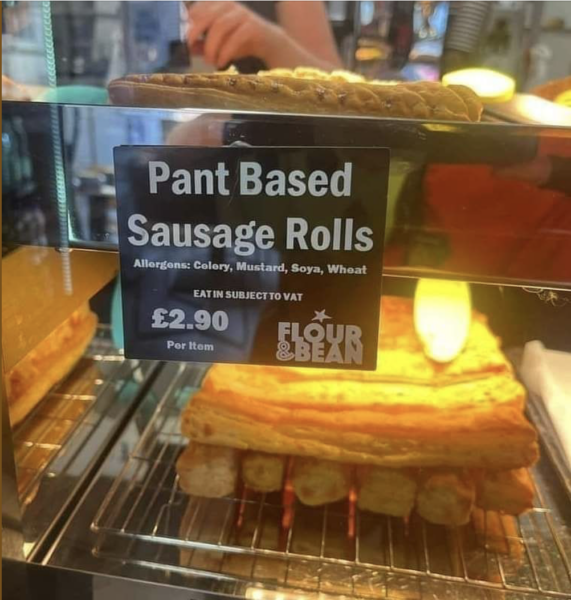 Pant Based
Sausage Rolls
Allergens: Celery, Mustard, Soya, Wheat
EAT IN SUBJECT TO VAT
£2.90
Per Item
FLOUR
&BEAN